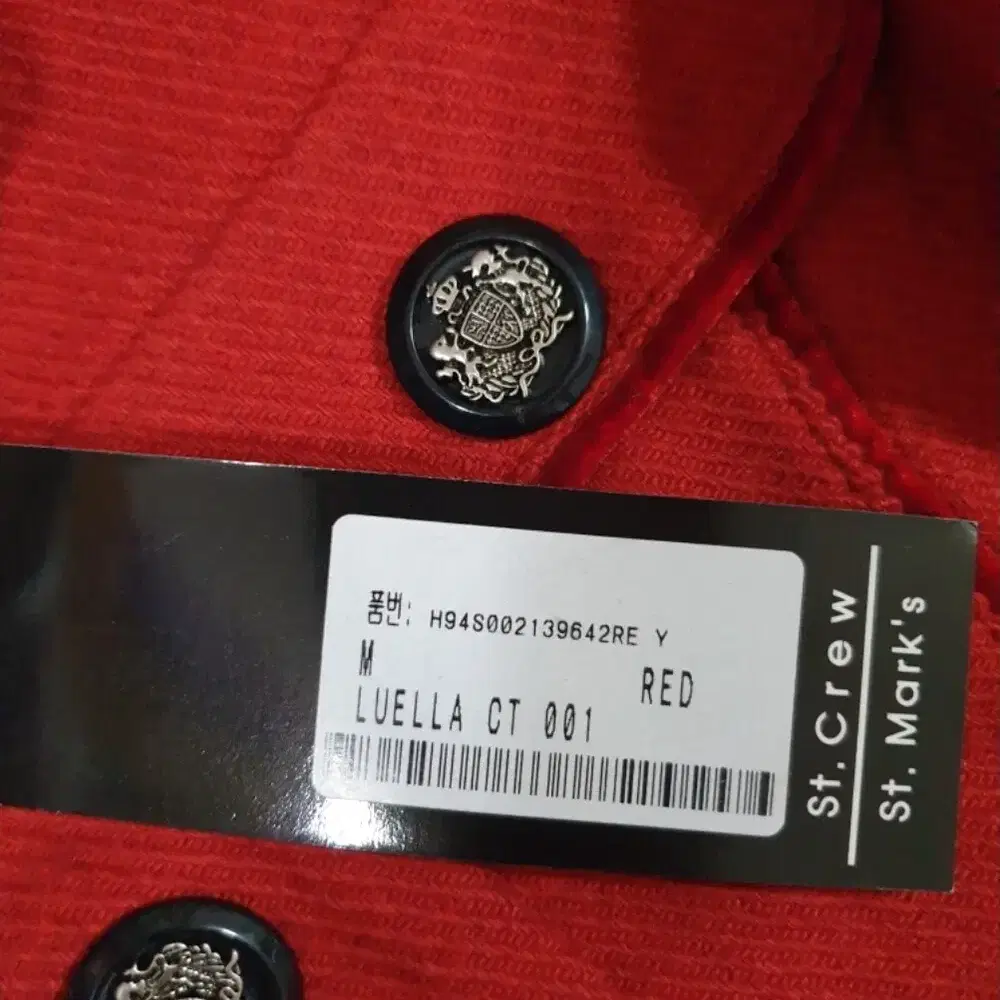 품번: H94S002139642RE Y
M
RED
LUELLA CT 001
St.Crew
St. Mark's